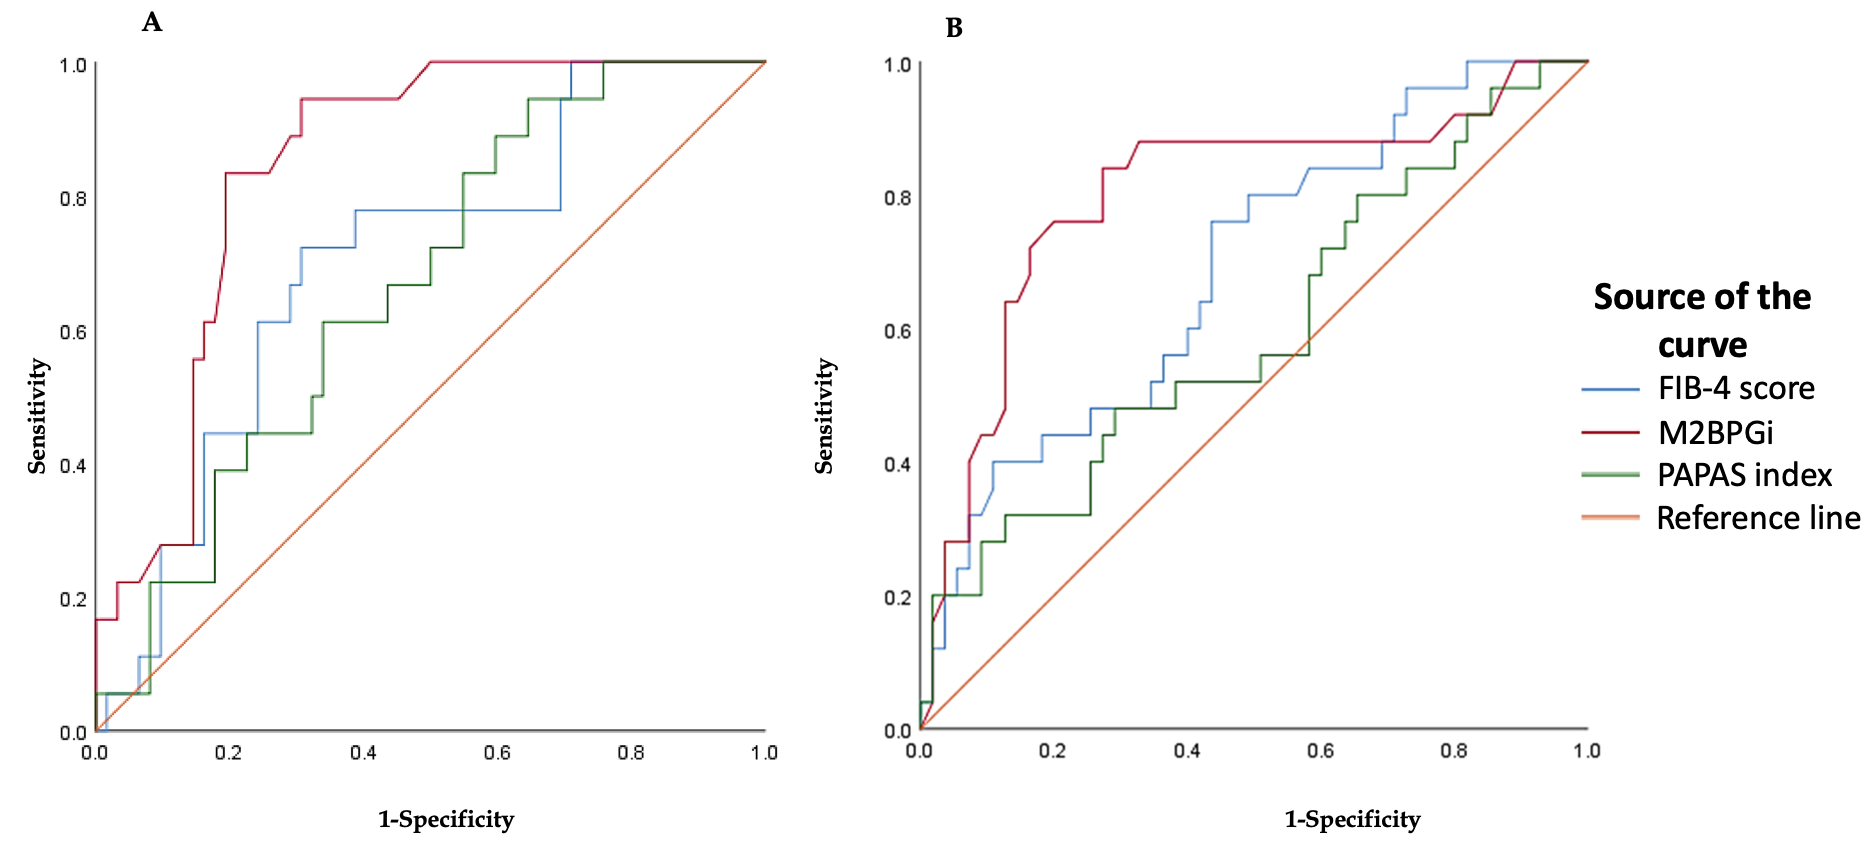 A
1.0
0.8
0.6
0.4
0.2
0.0
0.0 0.2 0.4 0.6 0.8 1.0
Sensitivity
1-Specificity
B
1.0
0.8
0.6
0.4
0.2
0.0
0.0 0.2 0.4 0.6 0.8 1.0
Sensitivity
1-Specificity
Source of the
curve
FIB-4 score
M2BPGi
PAPAS index
Reference line